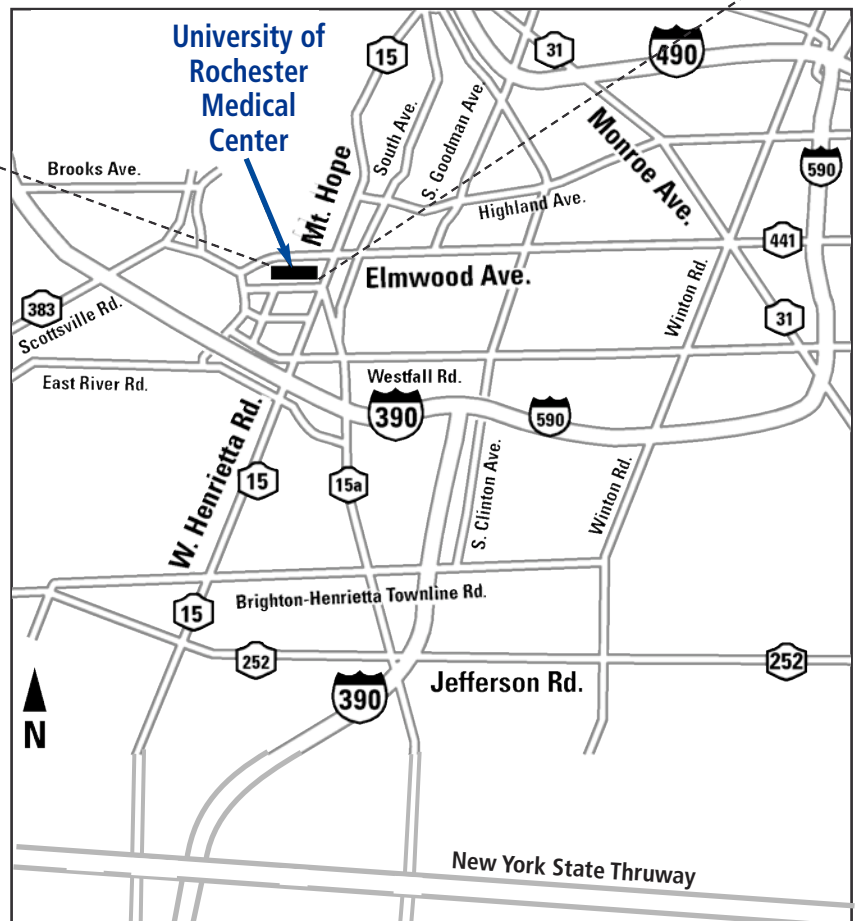 University of
Rochester
Medical
Center
15
31
490
Brooks Ave.
Mt. Hope
South Ave.
S. Goodman Ave.
Monroe Ave.
590
Highland Ave.
441
Elmwood Ave.
383
Scottsville Rd.
Winton Rd.
31
East River Rd.
Westfall Rd.
390
590
W. Henrietta Rd.
15
15a
S. Clinton Ave.
Winton Rd.
15
Brighton-Henrietta Townline Rd.
252
252
390
Jefferson Rd.
N
New York State Thruway